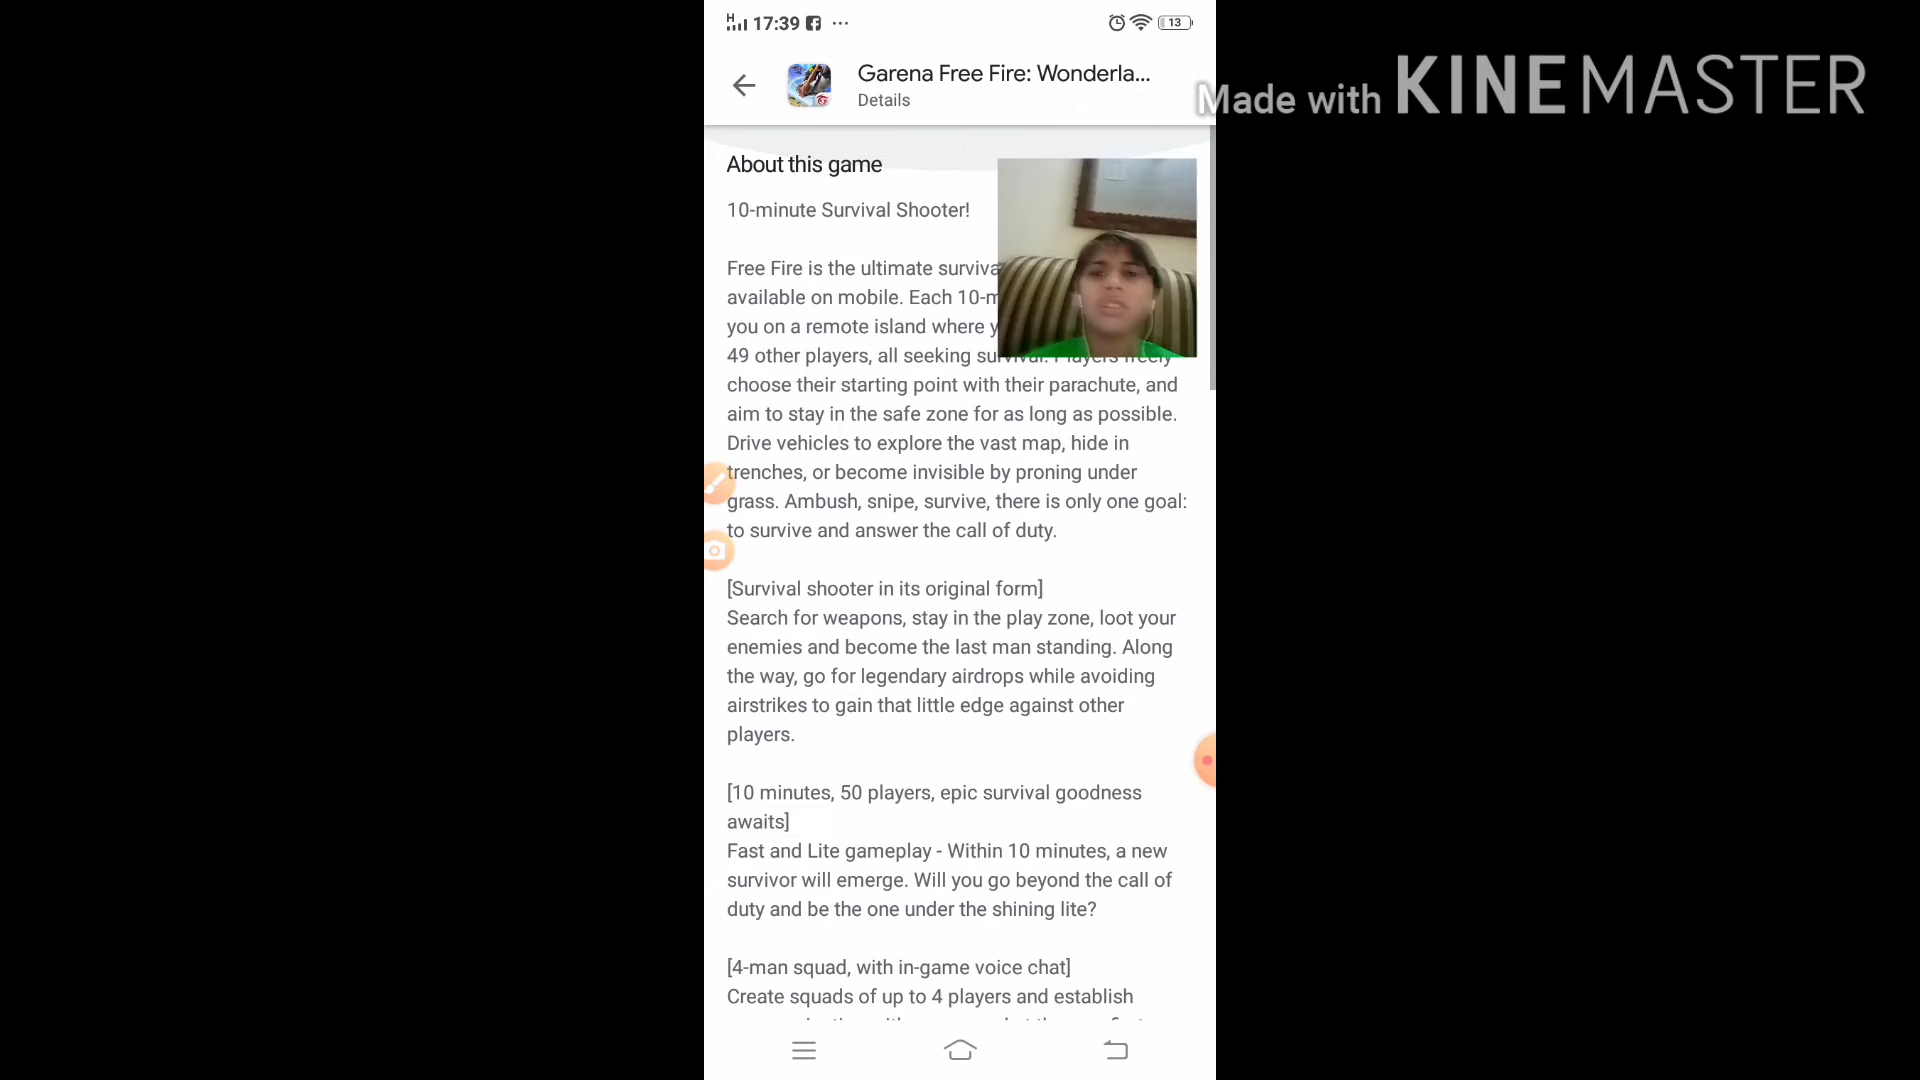 H 17:39 ... 13
Garena Free Fire: Wonderla...
Details
Made with KINEMASTER
About this game
10-minute Survival Shooter!
Free Fire is the ultimate surviva
available on mobile. Each 10-m
you on a remote island where y
49 other players, all seeking survival. Players freely
choose their starting point with their parachute, and
aim to stay in the safe zone for as long as possible.
Drive vehicles to explore the vast map, hide in
trenches, or become invisible by proning under
grass. Ambush, snipe, survive, there is only one goal:
to survive and answer the call of duty.
[Survival shooter in its original form]
Search for weapons, stay in the play zone, loot your
enemies and become the last man standing. Along
the way, go for legendary airdrops while avoiding
airstrikes to gain that little edge against other
players.
[10 minutes, 50 players, epic survival goodness
awaits]
Fast and Lite gameplay - Within 10 minutes, a new
survivor will emerge. Will you go beyond the call of
duty and be the one under the shining lite?
[4-man squad, with in-game voice chat]
Create squads of up to 4 players and establish